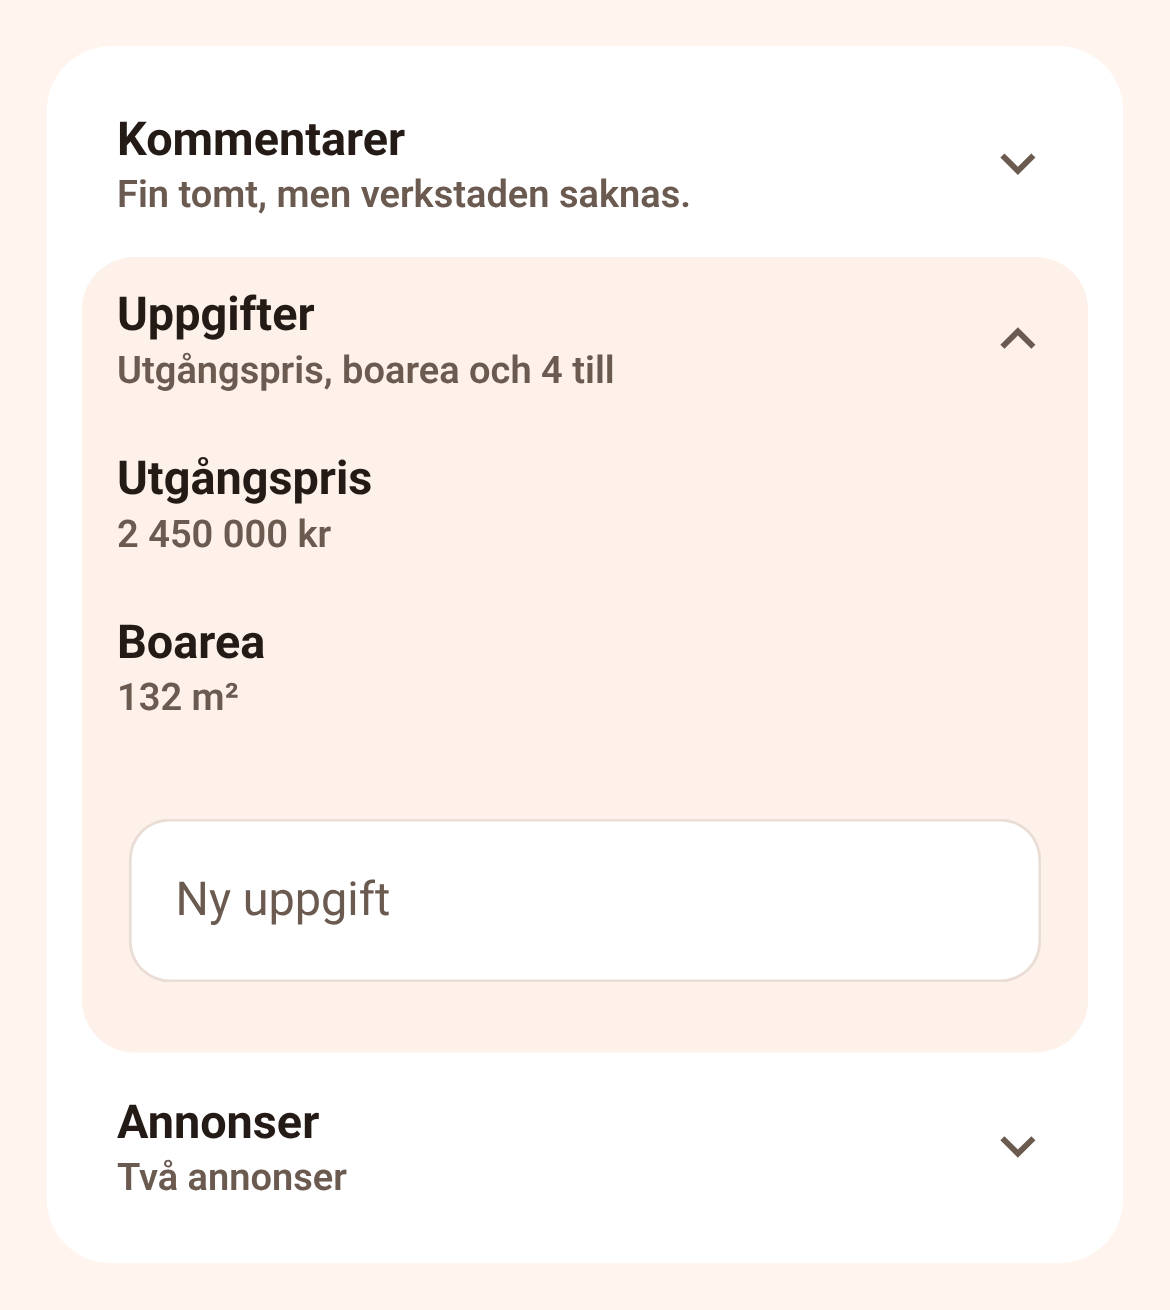 Kommentarer
Fin tomt, men verkstaden saknas.
Uppgifter
Utgångspris, boarea och 4 till
Utgångspris
2 450 000 kr
Boarea
132 m²
Ny uppgift
Annonser
Två annonser